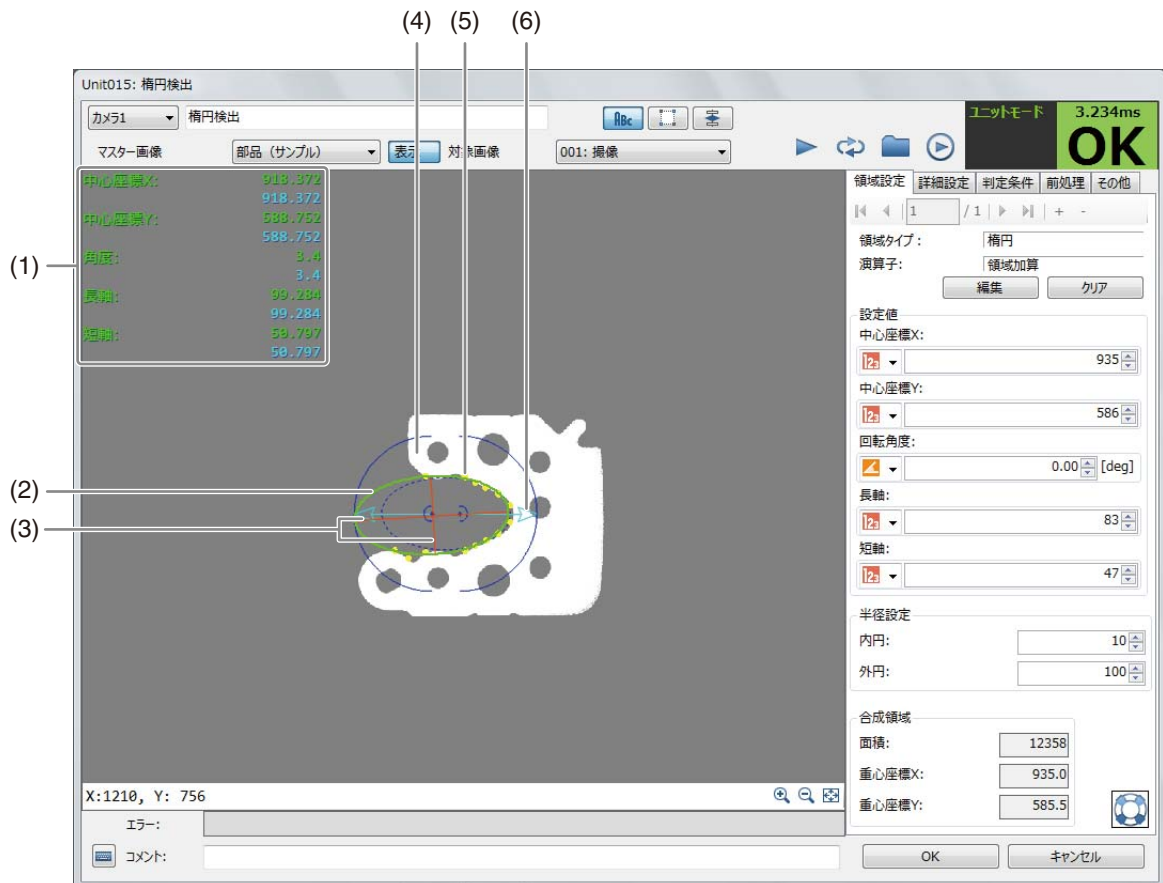 (4) (5) (6)
Unit015: 楕円検出
カメラ1 楕円検出
ABC
ユニットモード 3.234ms
OK
マスター画像 部品（サンプル） 表示 対象画像 001: 撮像
(1)
中心座標X: 918.372
918.372
中心座標Y: 588.752
588.752
角度: 3.4
3.4
長軸: 99.284
99.284
短軸: 50.797
50.797
(2)
(3)
領域設定 詳細設定 判定条件 前処理 その他
1 / 1 + -
領域タイプ： 楕円
演算子: 領域加算
編集 クリア
設定値
中心座標X:
123 935
中心座標Y:
123 586
回転角度:
0.00 [deg]
長軸:
123 83
短軸:
123 47
半径設定
内円: 10
外円: 100
合成領域
面積: 12358
重心座標X: 935.0
重心座標Y: 585.5
X:1210, Y: 756
エラー:
コメント:
OK キャンセル